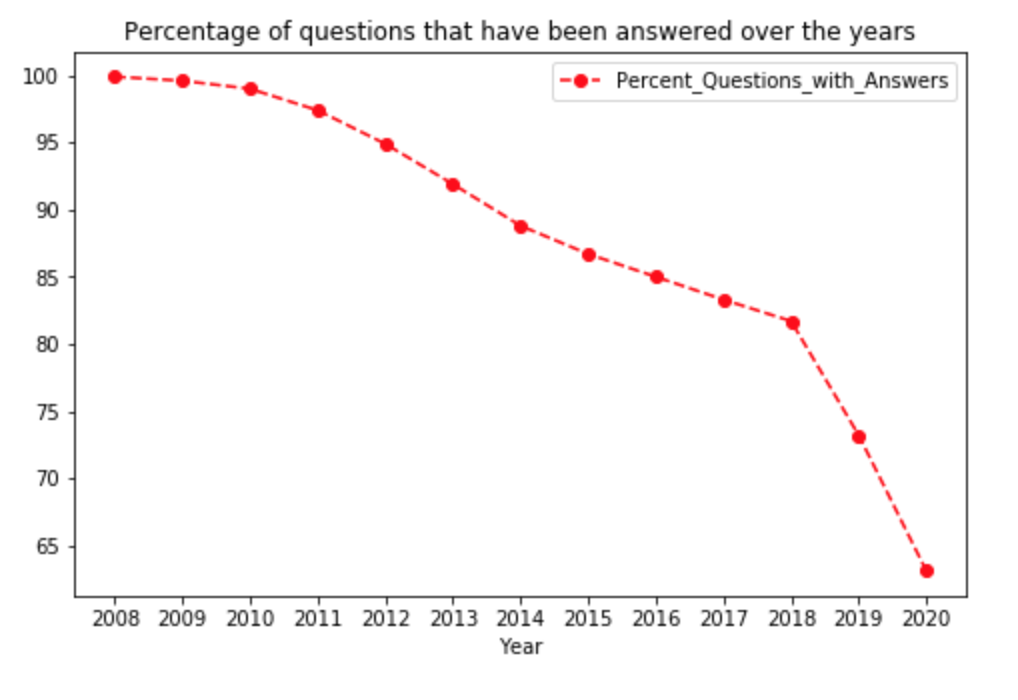 Percentage of questions that have been answered over the years
Percent_Questions_with_Answers
100
95
90
85
80
75
70
65
2008 2009 2010 2011 2012 2013 2014 2015 2016 2017 2018 2019 2020
Year